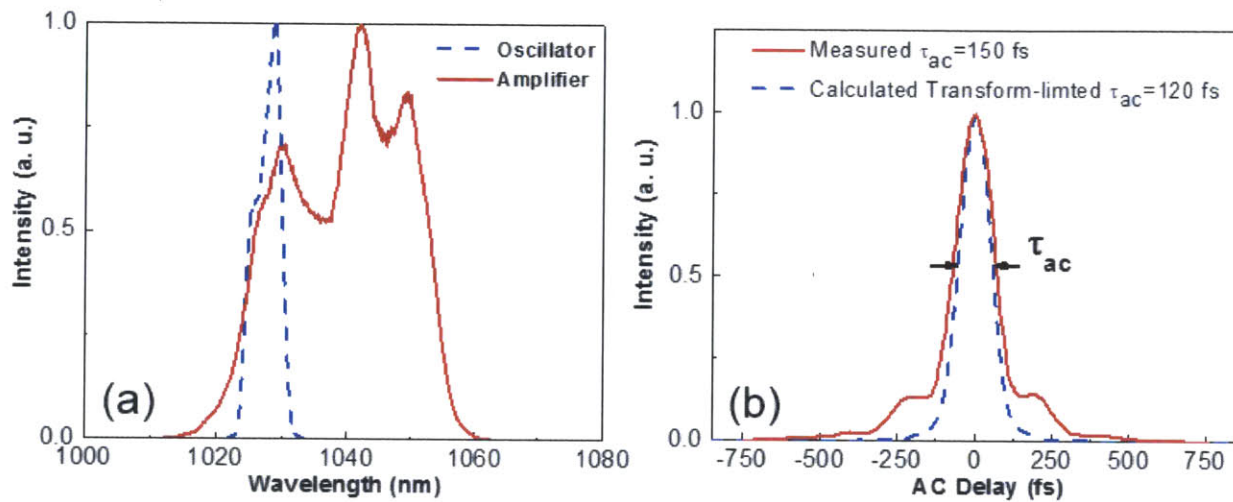 1.0
Oscillator
Amplifier
Intensity (a. u.)
0.5
(a)
0.0
1000
1020
1040
1060
1080
Wavelength (nm)
Measured τac=150 fs
Calculated Transform-limted τac=120 fs
1.0
Intensity (a. u.)
τac
0.5
(b)
0.0
-750
-500
-250
0
250
500
750
AC Delay (fs)